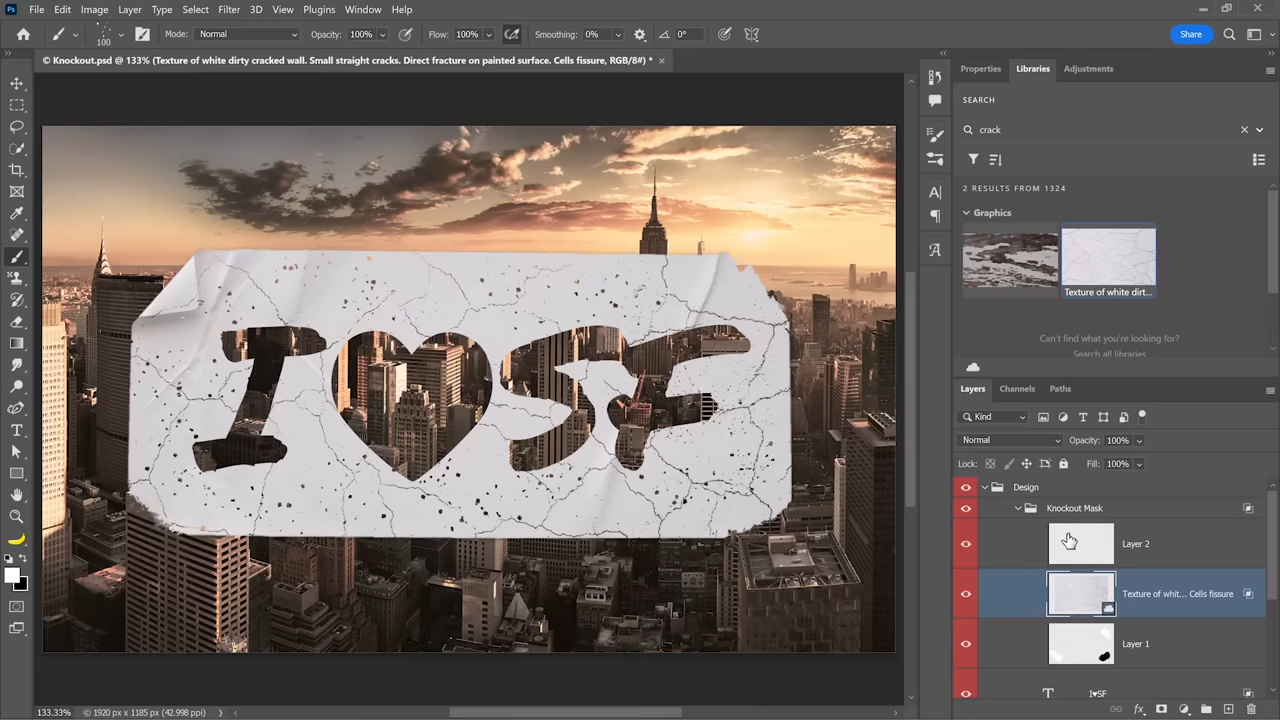 Ps File Edit Image Layer Type Select Filter 3D View Plugins Window Help
100 Mode: Normal Opacity: 100% Flow: 100% Smoothing: 0% 0° Share
© Knockout.psd @ 133% (Texture of white dirty cracked wall. Small straight cracks. Direct fracture on painted surface. Cells fissure, RGB/8#) * ×
Properties Libraries Adjustments
SEARCH
crack
2 RESULTS FROM 1324
Graphics
Texture of white dirt...
Can't find what you're looking for?
Search all libraries
I♥SF
Layers Channels Paths
Kind
Normal Opacity: 100%
Lock: Fill: 100%
Design
Knockout Mask
Layer 2
Texture of whit... Cells fissure
Layer 1
T I♥SF
133.33% © 1920 px x 1185 px (42.998 ppi)